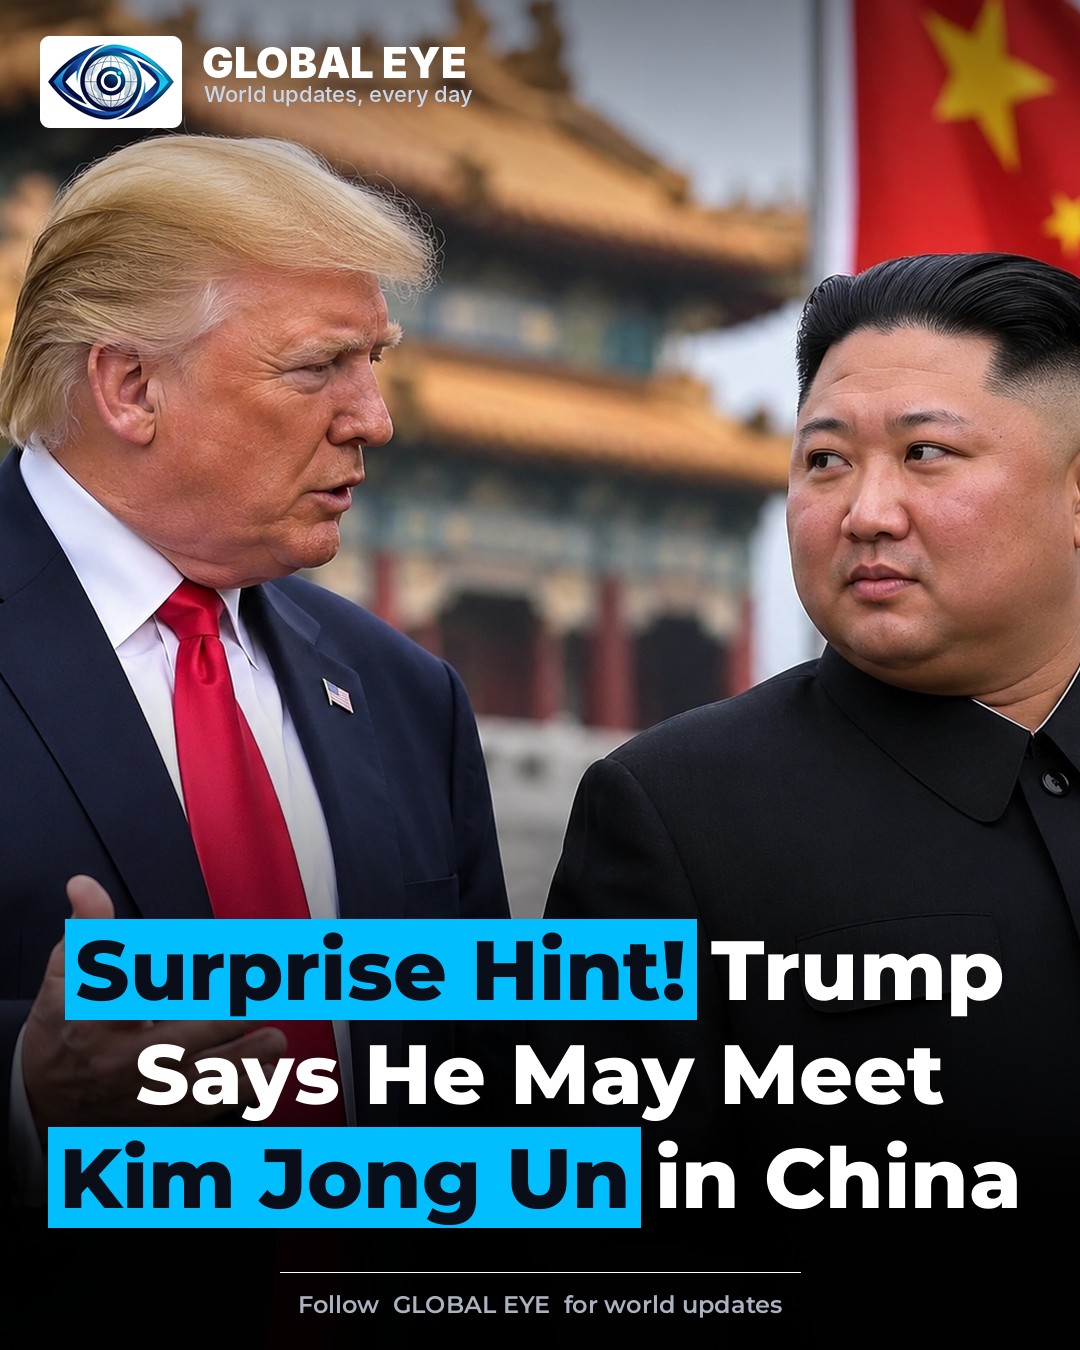 GLOBAL EYE
World updates, every day
Surprise Hint! Trump
Says He May Meet
Kim Jong Un in China
Follow GLOBAL EYE for world updates